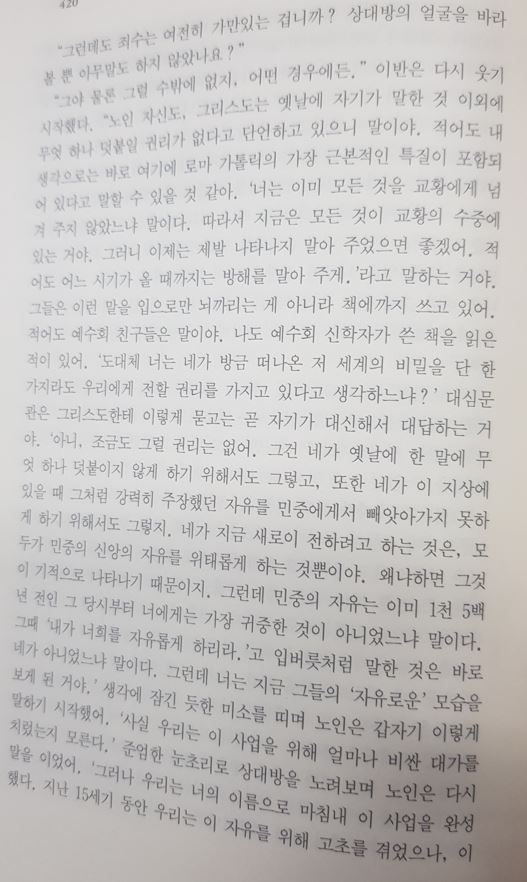 420
"그런데도 죄수는 여전히 가만있는 겁니까? 상대방의 얼굴을 바라
볼 뿐 아무말도 하지 않았나요?"
"그야 물론 그럴 수밖에 없지, 어떤 경우에든." 이반은 다시 웃기
시작했다. "노인 자신도, 그리스도는 옛날에 자기가 말한 것 이외에
무엇 하나 덧붙일 권리가 없다고 단언하고 있으니 말이야. 적어도 내
생각으로는 바로 여기에 로마 가톨릭의 가장 근본적인 특질이 포함되
어 있다고 말할 수 있을 것 같아. '너는 이미 모든 것을 교황에게 넘
겨 주지 않았느냐 말이다. 따라서 지금은 모든 것이 교황의 수중에
있는 거야. 그러니 이제는 제발 나타나지 말아 주었으면 좋겠어. 적
어도 어느 시기가 올 때까지는 방해를 말아 주게.'라고 말하는 거야.
그들은 이런 말을 입으로만 뇌까리는 게 아니라 책에까지 쓰고 있어.
적어도 예수회 친구들은 말이야. 나도 예수회 신학자가 쓴 책을 읽은
적이 있어. '도대체 너는 네가 방금 떠나온 저 세계의 비밀을 단 한
가지라도 우리에게 전할 권리를 가지고 있다고 생각하느냐?' 대심문
관은 그리스도한테 이렇게 묻고는 곧 자기가 대신해서 대답하는 거
야. '아니, 조금도 그럴 권리는 없어. 그건 네가 옛날에 한 말에 무
엇 하나 덧붙이지 않게 하기 위해서도 그렇고, 또한 네가 이 지상에
있을 때 그처럼 강력히 주장했던 자유를 민중에게서 빼앗아가지 못하
게 하기 위해서도 그렇지. 네가 지금 새로이 전하려고 하는 것은, 모
두가 민중의 신앙의 자유를 위태롭게 하는 것뿐이야. 왜냐하면 그것
이 기적으로 나타나기 때문이지. 그런데 민중의 자유는 이미 1천 5백
년 전인 그 당시부터 너에게는 가장 귀중한 것이 아니었느냐 말이다.
그때 '내가 너희를 자유롭게 하리라.'고 입버릇처럼 말한 것은 바로
네가 아니었느냐 말이다. 그런데 너는 지금 그들의 '자유로운' 모습을
보게 된 거야.' 생각에 잠긴 듯한 미소를 띠며 노인은 갑자기 이렇게
말하기 시작했어. '사실 우리는 이 사업을 위해 얼마나 비싼 대가를
치렀는지 모른다.' 준엄한 눈초리로 상대방을 노려보며 노인은 다시
말을 이었어. '그러나 우리는 너의 이름으로 마침내 이 사업을 완성
했다. 지난 15세기 동안 우리는 이 자유를 위해 고초를 겪었으나, 이